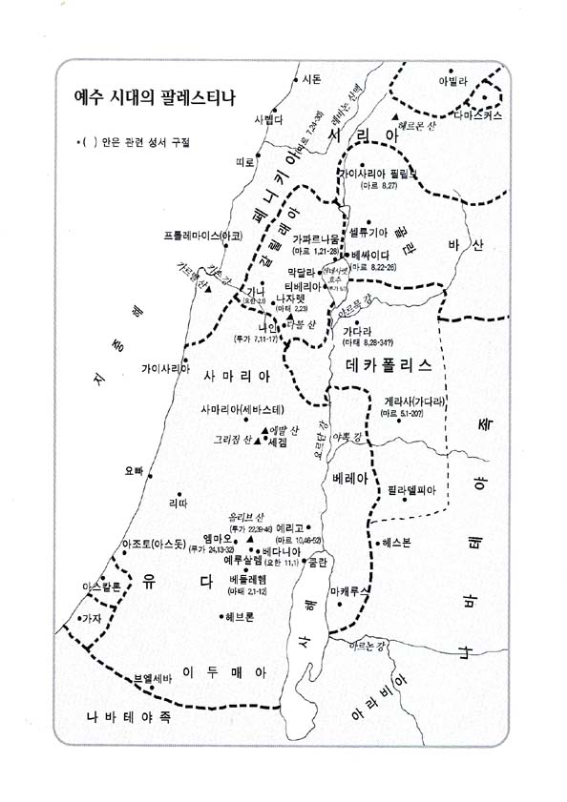 예수 시대의 팔레스티나
•( ) 안은 관련 성서 구절
시돈
아빌라
다마스커스
사렙다
레바논 산맥
헤르몬 산
시리아
(마르 7,24-30)
띠로
페니키아
가이사리아 필립보
(마르 8,27)
갈릴래아
프톨레마이스(아코)
셀류기아
골란
바산
가파르나움
(마르 1,21-28)
베싸이다
(마르 8,22-26)
막달라
겐네사렛
호수
티베리아
가르멜 산
키손 강
가나
나자렛
(마태 2,23)
다볼 산
나인
(루가 7,11-17)
야르묵 강
가다라
(마태 8,28-34?)
지중해
가이사리아
사마리아
데카폴리스
게라사(가다라)
(마르 5,1-20?)
사마리아(세바스테)
에발 산
그리짐 산
세겜
요르단 강
야뽁 강
요빠
베레아
필라델피아
리따
올리브 산
(루가 22,39-46)
엠마오
(루가 24,13-32)
예리고
(마르 10,46-52)
아조토(아스돗)
베다니아
(요한 11,1)
예루살렘
쿰란
헤스본
아스칼론
유다
베들레헴
(마태 2,1-12)
마캐루스
가자
헤브론
사해
아르논 강
이두매아
브엘세바
나바테야족
아라비아
나바테야족